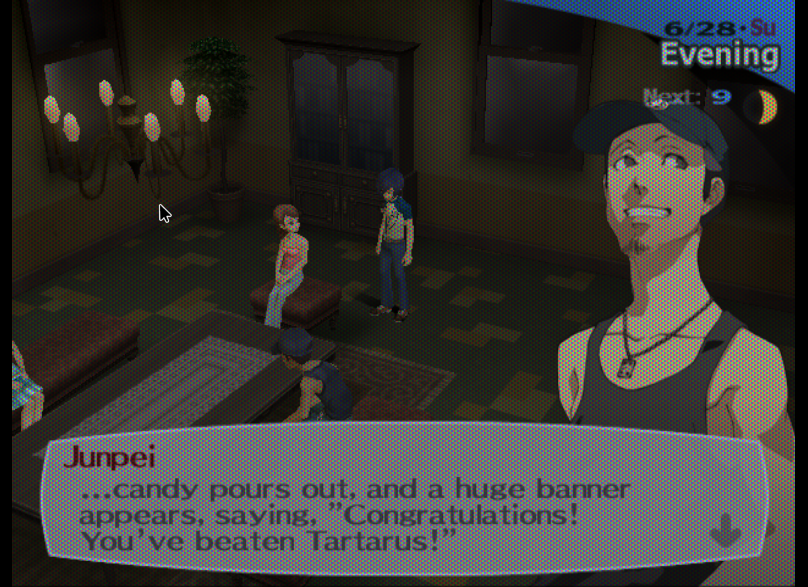 6/28·Su
Evening
Next: 9
Junpei
...candy pours out, and a huge banner
appears, saying, "Congratulations!
You've beaten Tartarus!"